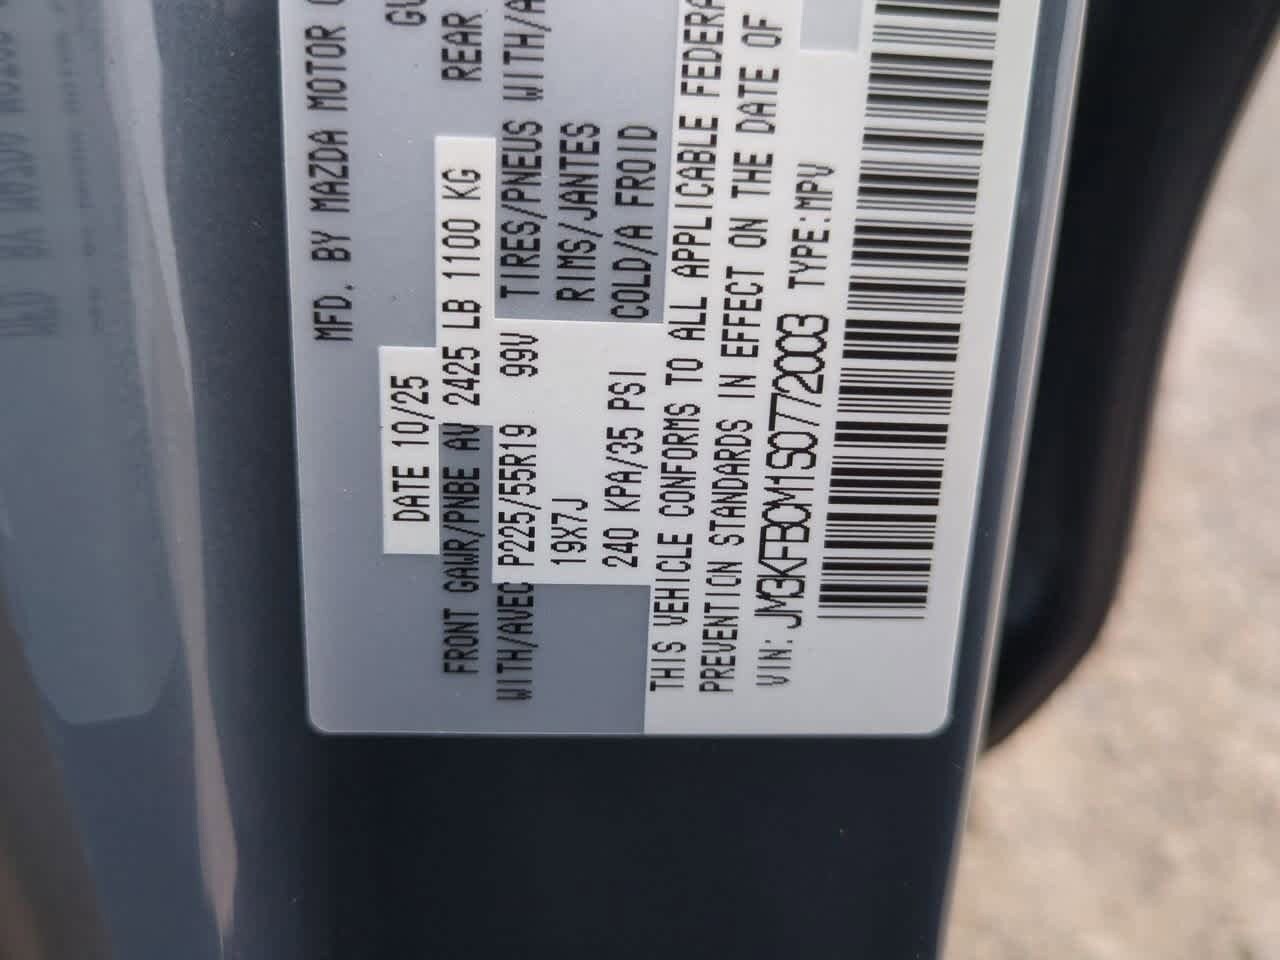 MFD. BY MAZDA MOTOR
DATE 10/25
FRONT GAWR/PNBE AV 2425 LB 1100 KG REAR
WITH/AVEC P225/55R19 99V TIRES/PNEUS WITH/A
19X7J RIMS/JANTES
240 KPA/35 PSI COLD/A FROID
THIS VEHICLE CONFORMS TO ALL APPLICABLE FEDERA
PREVENTION STANDARDS IN EFFECT ON THE DATE OF
VIN: JM3KFBCM1S0772003 TYPE:MPV